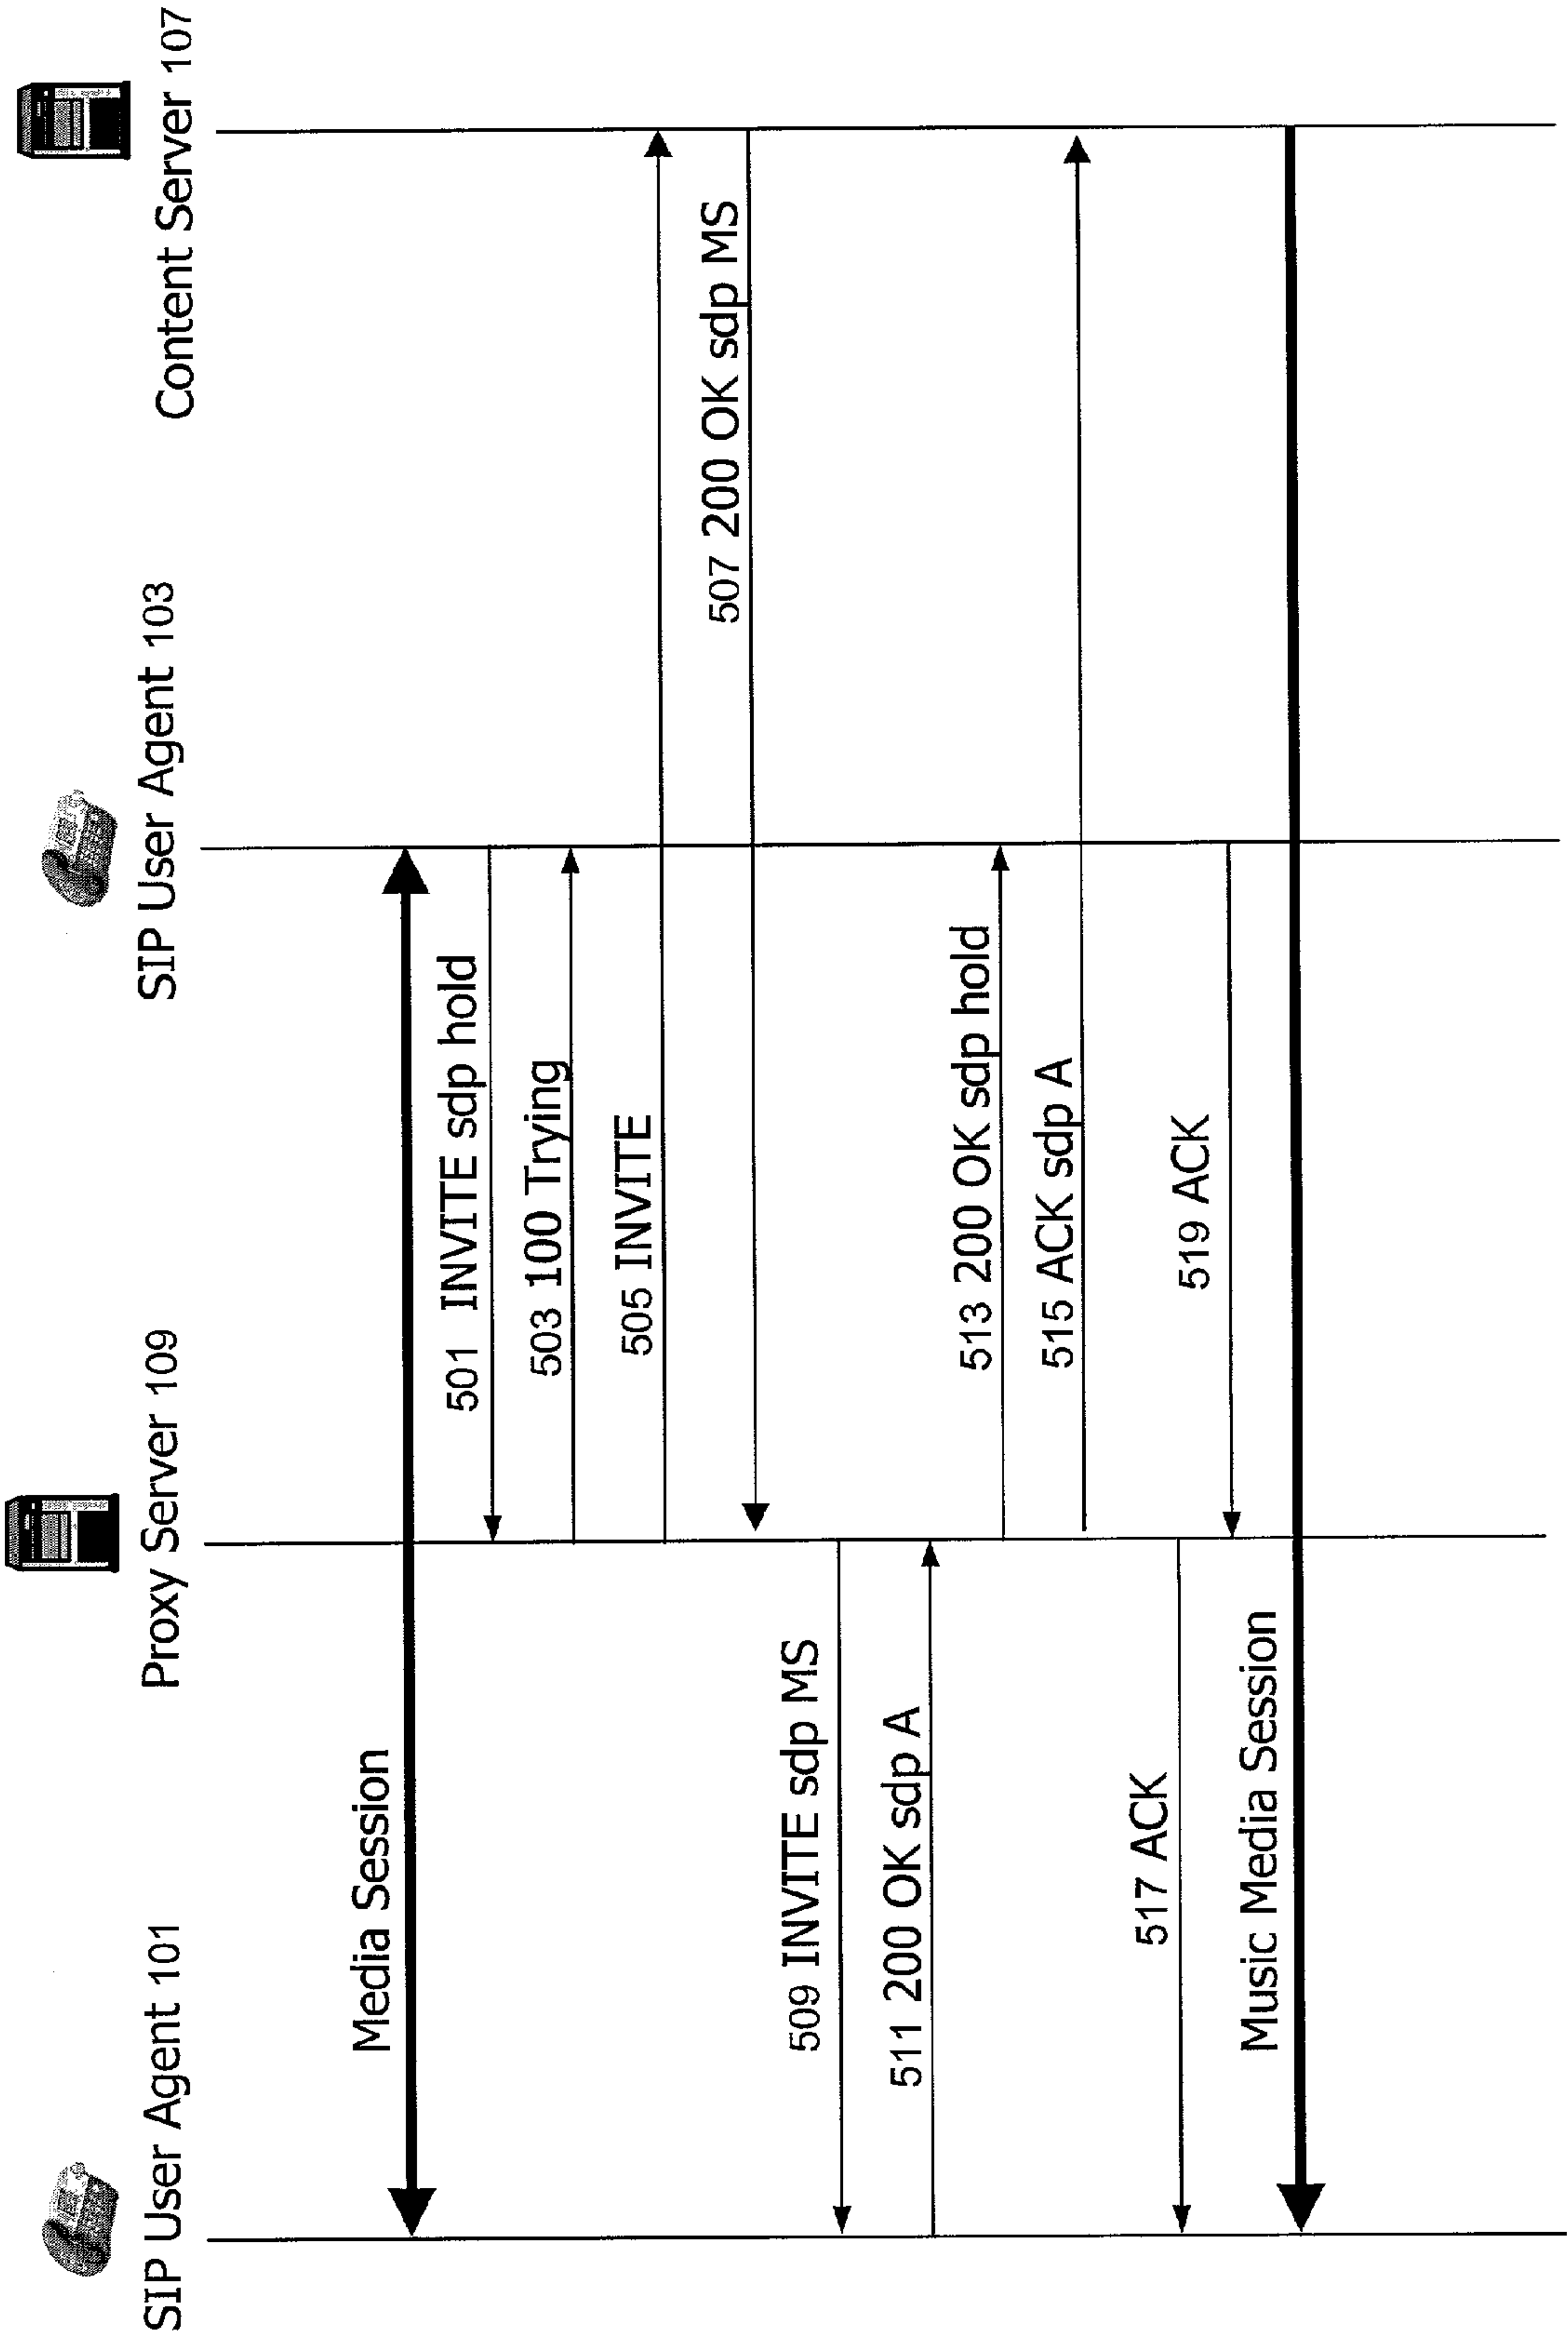 SIP User Agent 101
Proxy Server 109
SIP User Agent 103
Content Server 107
Media Session
501 INVITE sdp hold
503 100 Trying
505 INVITE
507 200 OK sdp MS
509 INVITE sdp MS
511 200 OK sdp A
513 200 OK sdp hold
515 ACK sdp A
517 ACK
519 ACK
Music Media Session